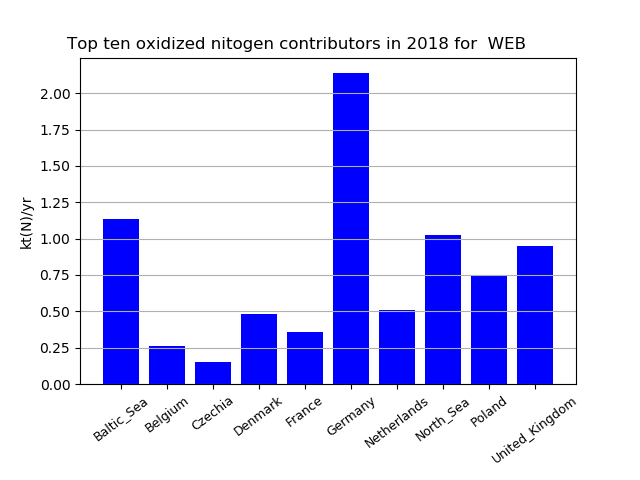 Top ten oxidized nitogen contributors in 2018 for  WEB
2.00
1.75
1.50
1.25
1.00
0.75
0.50
0.25
0.00
kt(N)/yr
Baltic_Sea
Belgium
Czechia
Denmark
France
Germany
Netherlands
North_Sea
Poland
United_Kingdom